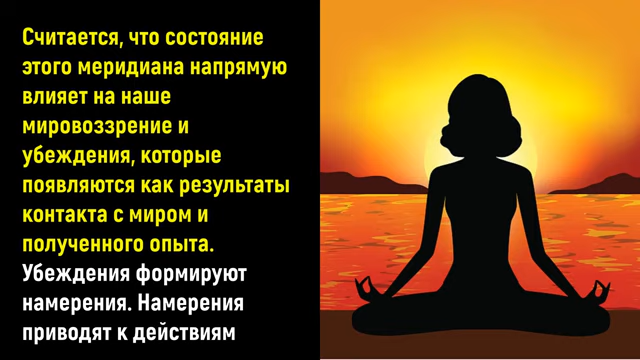 Считается, что состояние
этого меридиана напрямую
влияет на наше
мировоззрение и
убеждения, которые
появляются как результаты
контакта с миром и
полученного опыта.
Убеждения формируют
намерения. Намерения
приводят к действиям